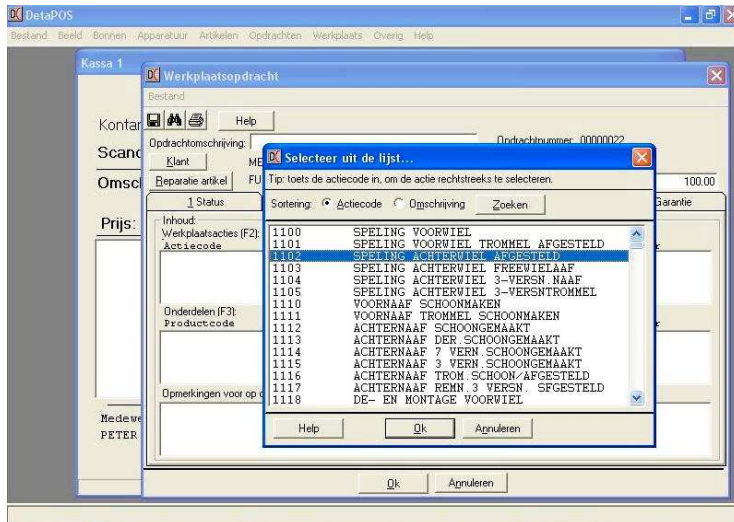 DetaPOS
Bestand Beeld Bonnen Apparatuur Artikelen Opdrachten Werkplaats Overig Help
Kassa 1
Werkplaatsopdracht
Bestand
Help
Kontan
Opdrachtomschrijving:
Opdrachtnummer 00000022
Scanc
Klant
ME
Omsch
Reparatie artikel
FU
100.00
1 Status
Garantie
Prijs:
Inhoud:
Werkplaatsacties (F2):
Actiecode
Onderdelen (F3):
Productcode
Opmerkingen voor op
Medewe
PETER
Selecteer uit de lijst...
Tip: toets de actiecode in, om de actie rechtstreeks te selecteren.
Sortering: Actiecode Omschrijving Zoeken
1100 SPELING VOORWIEL
1101 SPELING VOORWIEL TROMMEL AFGESTELD
1102 SPELING ACHTERWIEL AFGESTELD
1103 SPELING ACHTERWIEL FREEWIELAAF
1104 SPELING ACHTERWIEL 3-VERSN.NAAF
1105 SPELING ACHTERWIEL 3-VERSNTROMMEL
1110 VOORNAAF SCHOONMAKEN
1111 VOORNAAF TROMMEL SCHOONMAKEN
1112 ACHTERNAAF SCHOONGEMAAKT
1113 ACHTERNAAF DER.SCHOONGEMAAKT
1114 ACHTERNAAF 7 VERN.SCHOONGEMAAKT
1115 ACHTERNAAF 3 VERN.SCHOONGEMAAKT
1116 ACHTERNAAF TROM.SCHOON/AFGESTELD
1117 ACHTERNAAF REMN.3 VERSN. SFGESTELD
1118 DE- EN MONTAGE VOORWIEL
Help Ok Annuleren
Ok Annuleren